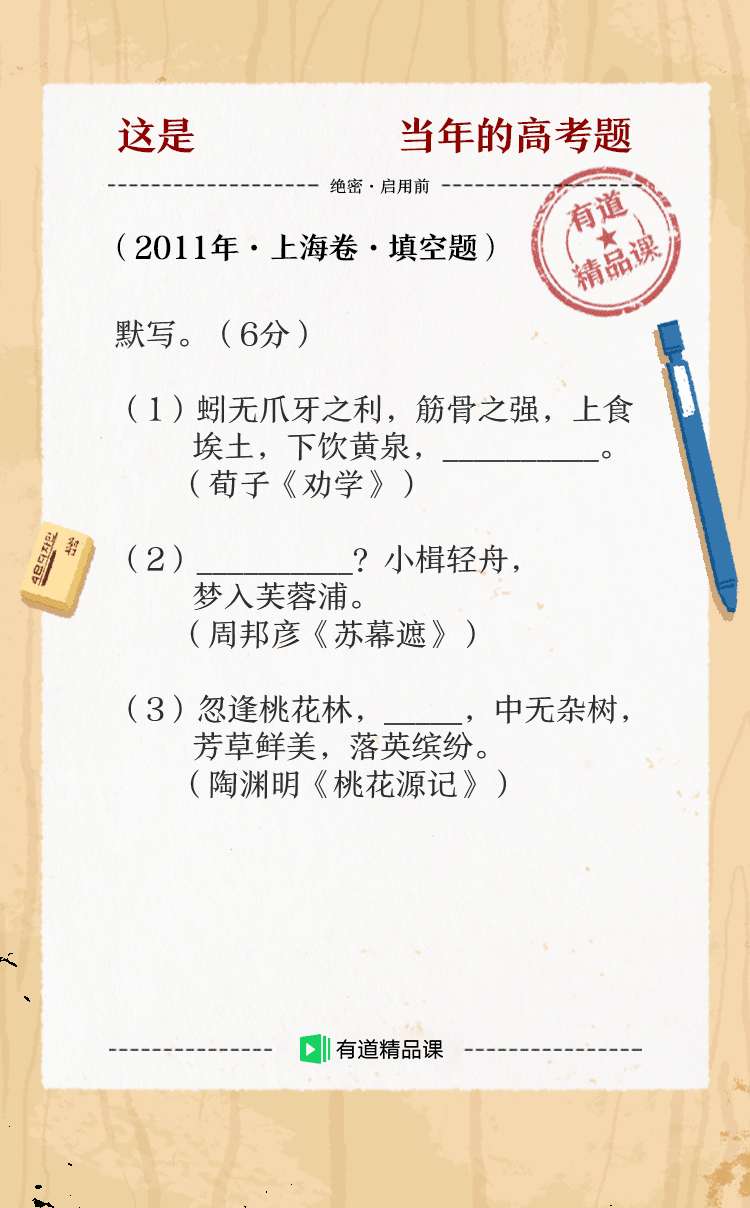 这是 当年的高考题
绝密·启用前
有道
精品课
（2011年·上海卷·填空题）
默写。（6分）
（1）蚓无爪牙之利，筋骨之强，上食
埃土，下饮黄泉，__________。
（荀子《劝学》）
（2）__________？小楫轻舟，
梦入芙蓉浦。
（周邦彦《苏幕遮》）
（3）忽逢桃花林，_____，中无杂树，
芳草鲜美，落英缤纷。
（陶渊明《桃花源记》）
有道精品课